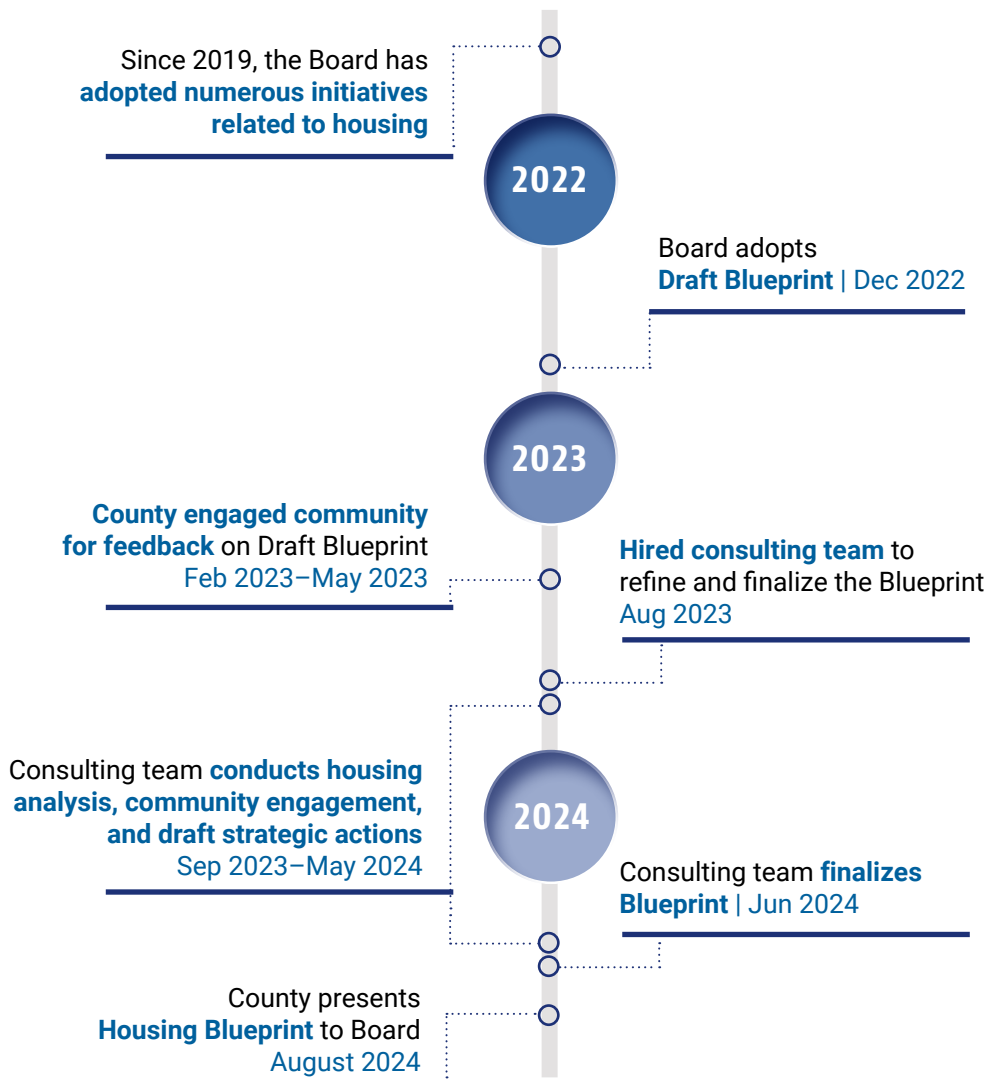 Since 2019, the Board has
adopted numerous initiatives
related to housing
2022
Board adopts
Draft Blueprint | Dec 2022
2023
County engaged community
for feedback on Draft Blueprint
Feb 2023–May 2023
Hired consulting team to
refine and finalize the Blueprint
Aug 2023
Consulting team conducts housing
analysis, community engagement,
and draft strategic actions
Sep 2023–May 2024
2024
Consulting team finalizes
Blueprint | Jun 2024
County presents
Housing Blueprint to Board
August 2024